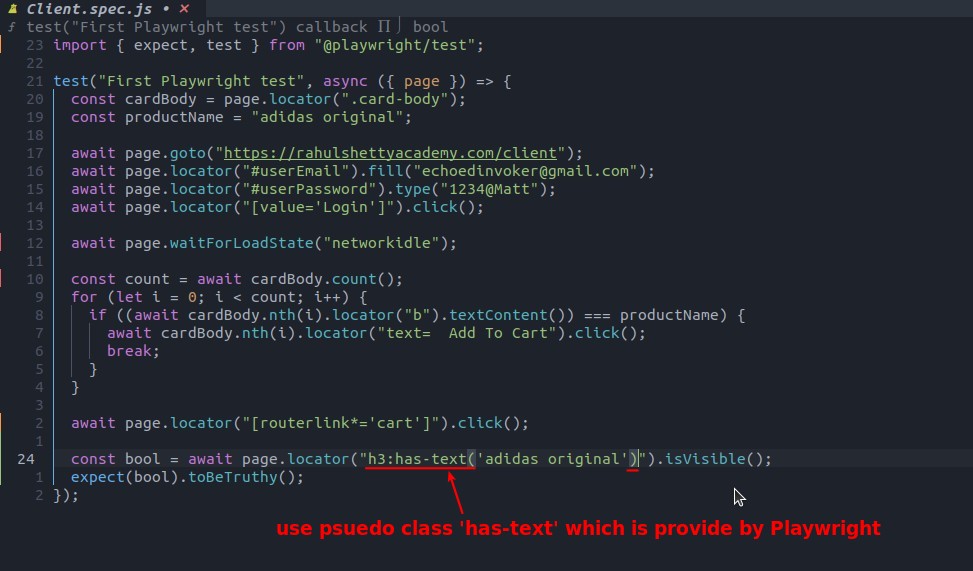 Client.spec.js • ×
f test("First Playwright test") callback ∏ ⎭ bool
23 import { expect, test } from "@playwright/test";
22
21 test("First Playwright test", async ({ page }) => {
20 const cardBody = page.locator(".card-body");
19 const productName = "adidas original";
18
17 await page.goto("https://rahulshettyacademy.com/client");
16 await page.locator("#userEmail").fill("echoedinvoker@gmail.com");
15 await page.locator("#userPassword").type("1234@Matt");
14 await page.locator("[value='Login']").click();
13
12 await page.waitForLoadState("networkidle");
11
10 const count = await cardBody.count();
9 for (let i = 0; i < count; i++) {
8 if ((await cardBody.nth(i).locator("b").textContent()) === productName) {
7 await cardBody.nth(i).locator("text=  Add To Cart").click();
6 break;
5 }
4 }
3
2 await page.locator("[routerlink*='cart']").click();
1
24 const bool = await page.locator("h3:has-text('adidas original')").isVisible();
1 expect(bool).toBeTruthy();
2 });
use psuedo class 'has-text' which is provide by Playwright